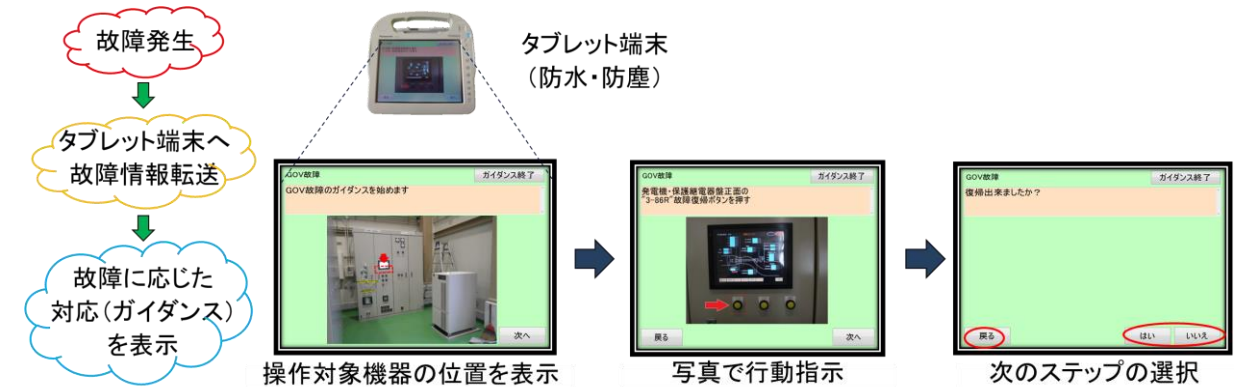 故障発生
タブレット端末へ
故障情報転送
故障に応じた
対応(ガイダンス)
を表示
タブレット端末
(防水・防塵)
GOV故障
ガイダンス終了
GOV故障のガイダンスを始めます
次へ
操作対象機器の位置を表示
GOV故障
ガイダンス終了
発電機・保護継電器盤正面の
"3-86R"故障復帰ボタンを押す
戻る
次へ
写真で行動指示
GOV故障
ガイダンス終了
復帰出来ましたか?
戻る
はい
いいえ
次のステップの選択